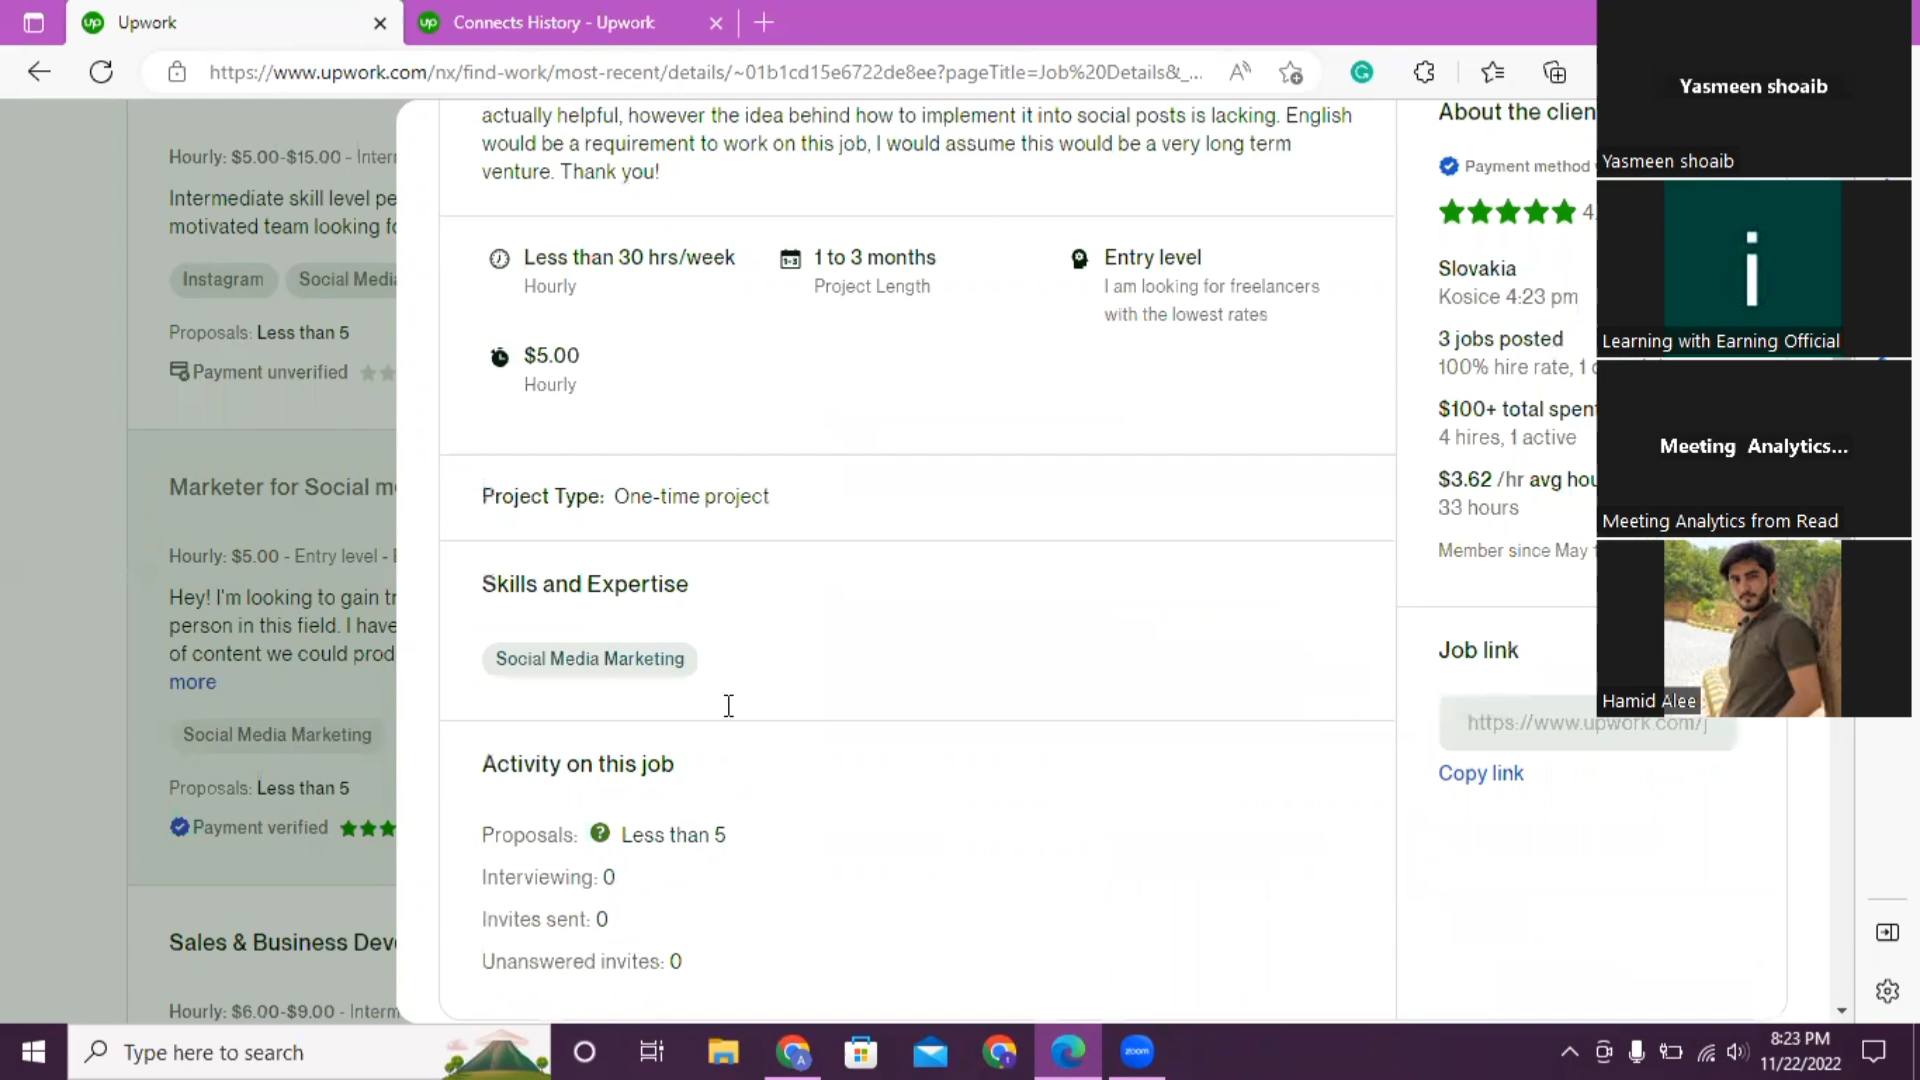 Upwork
Connects History - Upwork
https://www.upwork.com/nx/find-work/most-recent/details/~01b1cd15e6722de8ee?pageTitle=Job%20Details&_...
Hourly: $5.00-$15.00 - Intern
Intermediate skill level pe
motivated team looking fo
Instagram
Social Media
Proposals: Less than 5
Payment unverified
Marketer for Social m
Hourly: $5.00 - Entry level - E
Hey! I'm looking to gain tr
person in this field. I have
of content we could prod
more
Social Media Marketing
Proposals: Less than 5
Payment verified
Sales & Business Dev
Hourly: $6.00-$9.00 - Interm
actually helpful, however the idea behind how to implement it into social posts is lacking. English
would be a requirement to work on this job, I would assume this would be a very long term
venture. Thank you!
Less than 30 hrs/week
Hourly
1 to 3 months
Project Length
Entry level
I am looking for freelancers
with the lowest rates
$5.00
Hourly
Project Type: One-time project
Skills and Expertise
Social Media Marketing
Activity on this job
Proposals: ? Less than 5
Interviewing: 0
Invites sent: 0
Unanswered invites: 0
About the clien
Payment method
4.
Slovakia
Kosice 4:23 pm
3 jobs posted
100% hire rate, 1
$100+ total spent
4 hires, 1 active
$3.62 /hr avg hou
33 hours
Member since May
Job link
https://www.upwork.com/j
Copy link
Yasmeen shoaib
Yasmeen shoaib
i
Learning with Earning Official
Meeting Analytics...
Meeting Analytics from Read
Hamid Alee
Type here to search
zoom
8:23 PM
11/22/2022